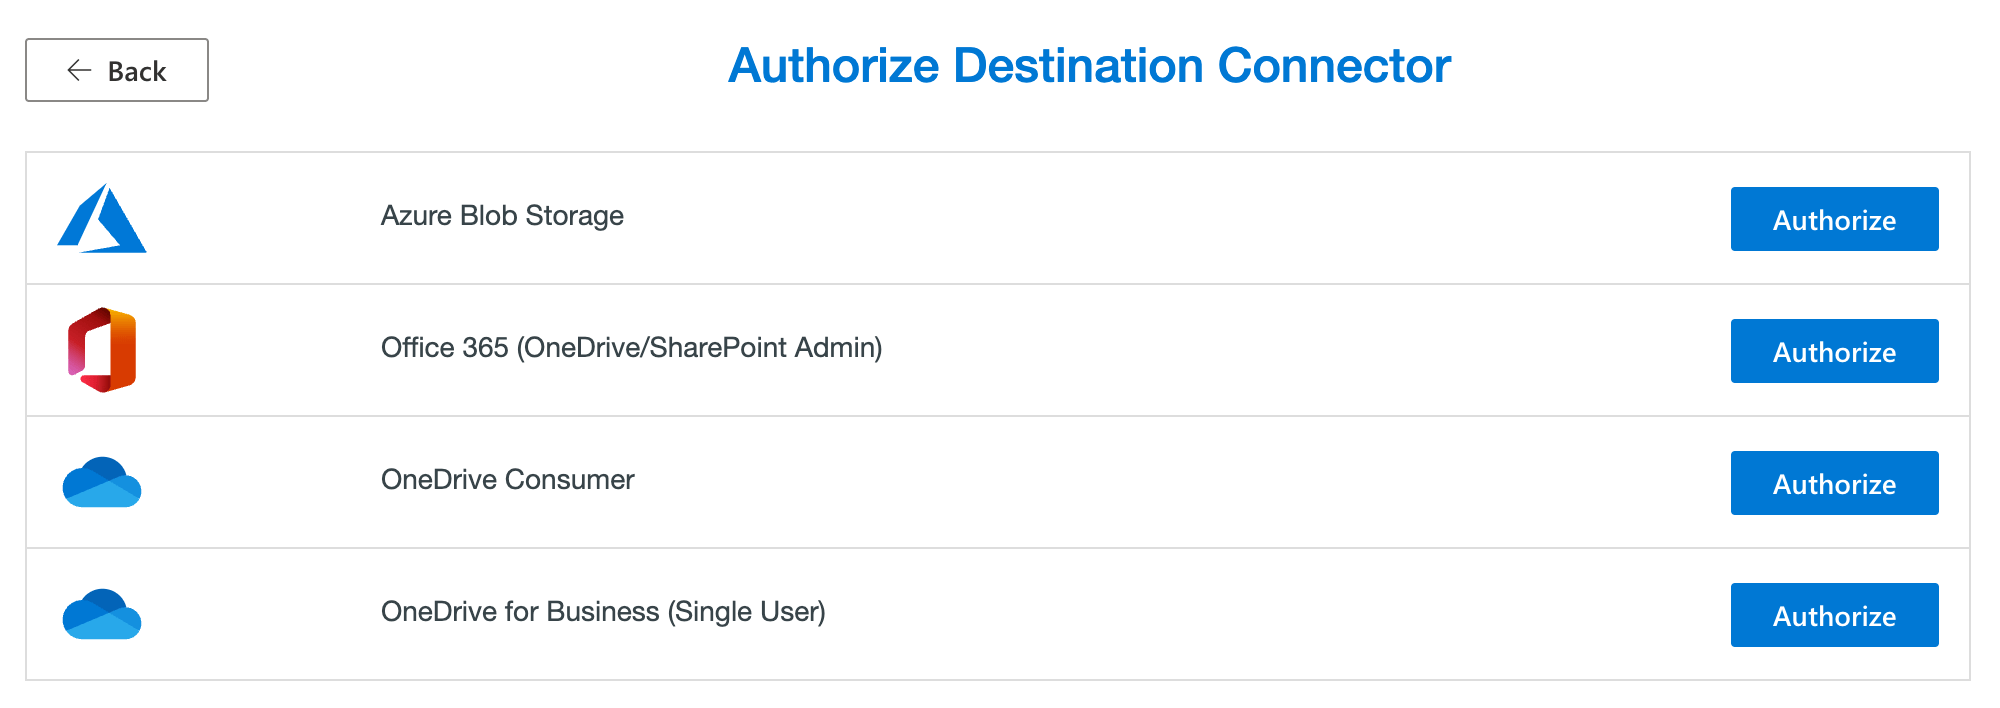 Back
Authorize Destination Connector
Azure Blob Storage
Authorize
Office 365 (OneDrive/SharePoint Admin)
Authorize
OneDrive Consumer
Authorize
OneDrive for Business (Single User)
Authorize